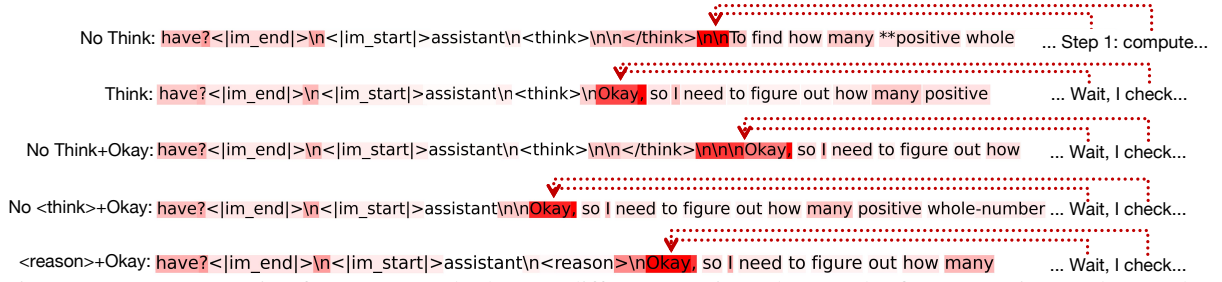 No Think: have?<|im_end|>\n<|im_start|>assistant\n<think>\n\n</think>\n\nTo find how many **positive whole ... Step 1: compute...
Think: have?<|im_end|>\n<|im_start|>assistant\n<think>\nOkay, so I need to figure out how many positive ... Wait, I check...
No Think+Okay: have?<|im_end|>\n<|im_start|>assistant\n<think>\n\n</think>\n\n\n\nOkay, so I need to figure out how ... Wait, I check...
No <think>+Okay: have?<|im_end|>\n<|im_start|>assistant\n\nOkay, so I need to figure out how many positive whole-number ... Wait, I check...
<reason>+Okay: have?<|im_end|>\n<|im_start|>assistant\n<reason>\nOkay, so I need to figure out how many ... Wait, I check...